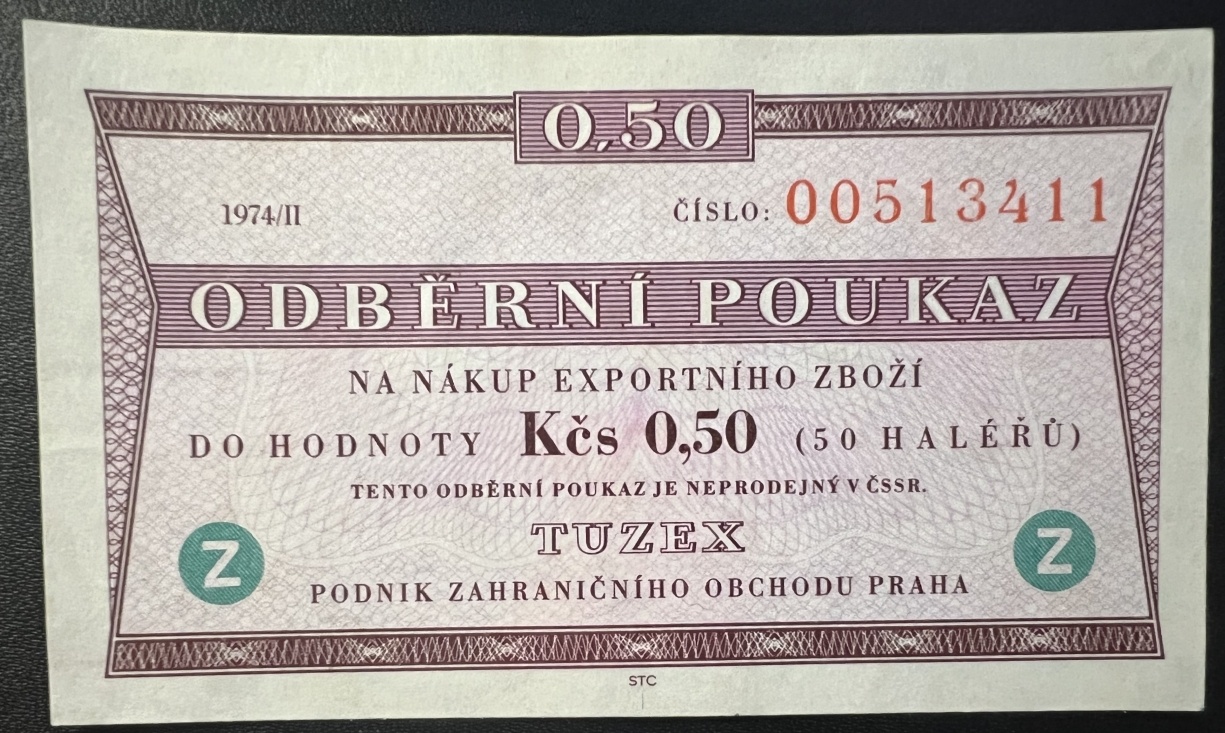 0,50
1974/II ČÍSLO: 00513411
ODBĚRNÍ POUKAZ
NA NÁKUP EXPORTNÍHO ZBOŽÍ
DO HODNOTY Kčs 0,50 (50 HALÉŘŮ)
TENTO ODBĚRNÍ POUKAZ JE NEPRODEJNÝ V ČSSR.
TUZEX
Z Z
PODNIK ZAHRANIČNÍHO OBCHODU PRAHA
STC